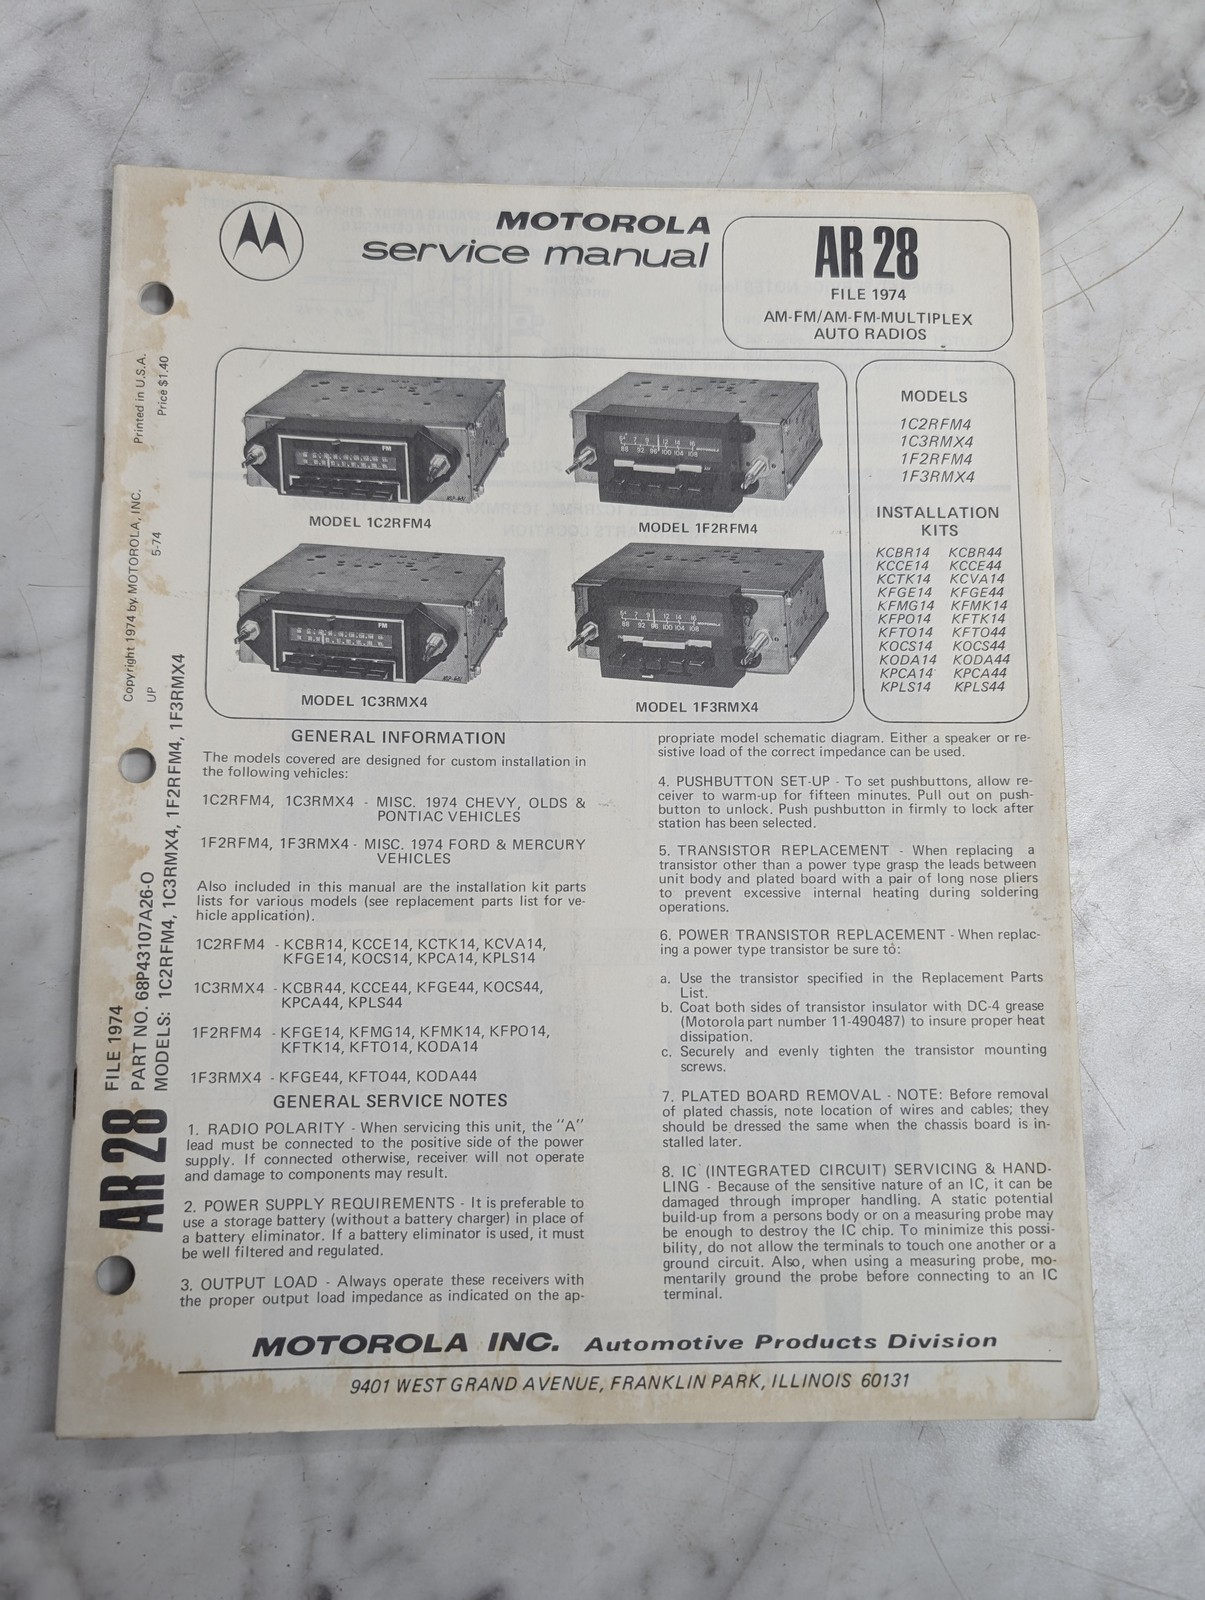 MOTOROLA
service manual
AR 28
FILE 1974
AM-FM/AM-FM-MULTIPLEX
AUTO RADIOS
Printed in U.S.A.
Price $1.40
Copyright 1974 by MOTOROLA, INC.
5-74
UP
AR 28
FILE 1974
PART NO. 68P43107A26-O
MODELS: 1C2RFM4, 1C3RMX4, 1F2RFM4, 1F3RMX4
MODEL 1C2RFM4
MODEL 1F2RFM4
MODEL 1C3RMX4
MODEL 1F3RMX4
MODELS
1C2RFM4
1C3RMX4
1F2RFM4
1F3RMX4
INSTALLATION
KITS
KCBR14 KCBR44
KCCE14 KCCE44
KCTK14 KCVA14
KFGE14 KFGE44
KFMG14 KFMK14
KFPO14 KFTK14
KFTO14 KFTO44
KOCS14 KOCS44
KODA14 KODA44
KPCA14 KPCA44
KPLS14 KPLS44
GENERAL INFORMATION
The models covered are designed for custom installation in
the following vehicles:
1C2RFM4, 1C3RMX4 - MISC. 1974 CHEVY, OLDS &
PONTIAC VEHICLES
1F2RFM4, 1F3RMX4 - MISC. 1974 FORD & MERCURY
VEHICLES
Also included in this manual are the installation kit parts
lists for various models (see replacement parts list for ve-
hicle application).
1C2RFM4 - KCBR14, KCCE14, KCTK14, KCVA14,
KFGE14, KOCS14, KPCA14, KPLS14
1C3RMX4 - KCBR44, KCCE44, KFGE44, KOCS44,
KPCA44, KPLS44
1F2RFM4 - KFGE14, KFMG14, KFMK14, KFPO14,
KFTK14, KFTO14, KODA14
1F3RMX4 - KFGE44, KFTO44, KODA44
GENERAL SERVICE NOTES
1. RADIO POLARITY - When servicing this unit, the "A"
lead must be connected to the positive side of the power
supply. If connected otherwise, receiver will not operate
and damage to components may result.
2. POWER SUPPLY REQUIREMENTS - It is preferable to
use a storage battery (without a battery charger) in place of
a battery eliminator. If a battery eliminator is used, it must
be well filtered and regulated.
3. OUTPUT LOAD - Always operate these receivers with
the proper output load impedance as indicated on the ap-
propriate model schematic diagram. Either a speaker or re-
sistive load of the correct impedance can be used.
4. PUSHBUTTON SET-UP - To set pushbuttons, allow re-
ceiver to warm-up for fifteen minutes. Pull out on push-
button to unlock. Push pushbutton in firmly to lock after
station has been selected.
5. TRANSISTOR REPLACEMENT - When replacing a
transistor other than a power type grasp the leads between
unit body and plated board with a pair of long nose pliers
to prevent excessive internal heating during soldering
operations.
6. POWER TRANSISTOR REPLACEMENT - When replac-
ing a power type transistor be sure to:
a. Use the transistor specified in the Replacement Parts
List.
b. Coat both sides of transistor insulator with DC-4 grease
(Motorola part number 11-490487) to insure proper heat
dissipation.
c. Securely and evenly tighten the transistor mounting
screws.
7. PLATED BOARD REMOVAL - NOTE: Before removal
of plated chassis, note location of wires and cables; they
should be dressed the same when the chassis board is in-
stalled later.
8. IC (INTEGRATED CIRCUIT) SERVICING & HAND-
LING - Because of the sensitive nature of an IC, it can be
damaged through improper handling. A static potential
build-up from a persons body or on a measuring probe may
be enough to destroy the IC chip. To minimize this possi-
bility, do not allow the terminals to touch one another or a
ground circuit. Also, when using a measuring probe, mo-
mentarily ground the probe before connecting to an IC
terminal.
MOTOROLA INC. Automotive Products Division
9401 WEST GRAND AVENUE, FRANKLIN PARK, ILLINOIS 60131